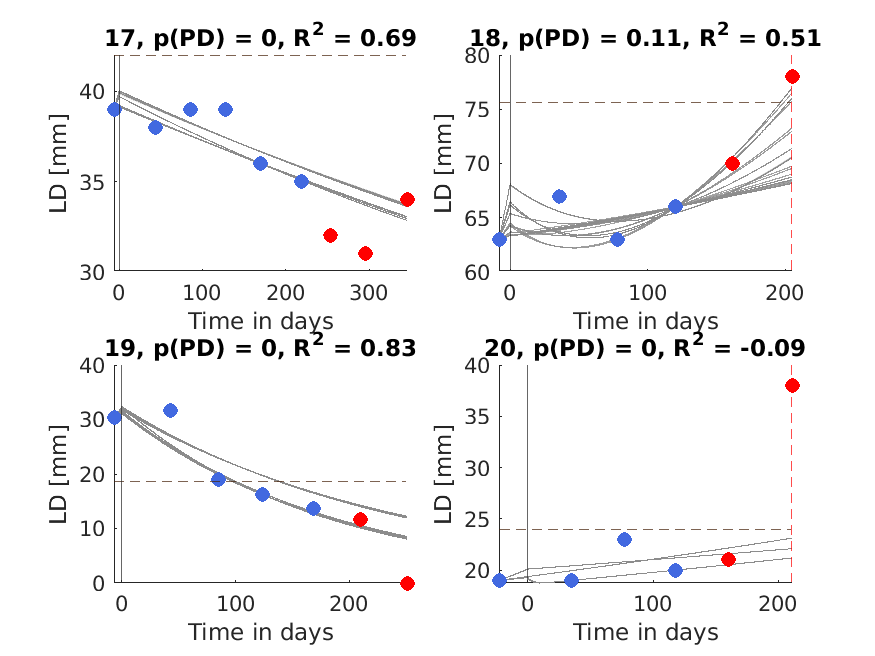 17, p(PD) = 0, R² = 0.69
LD [mm]
40
35
30
0
100
200
300
Time in days
18, p(PD) = 0.11, R² = 0.51
LD [mm]
80
75
70
65
60
0
100
200
Time in days
19, p(PD) = 0, R² = 0.83
LD [mm]
40
30
20
10
0
0
100
200
Time in days
20, p(PD) = 0, R² = -0.09
LD [mm]
40
35
30
25
20
0
100
200
Time in days